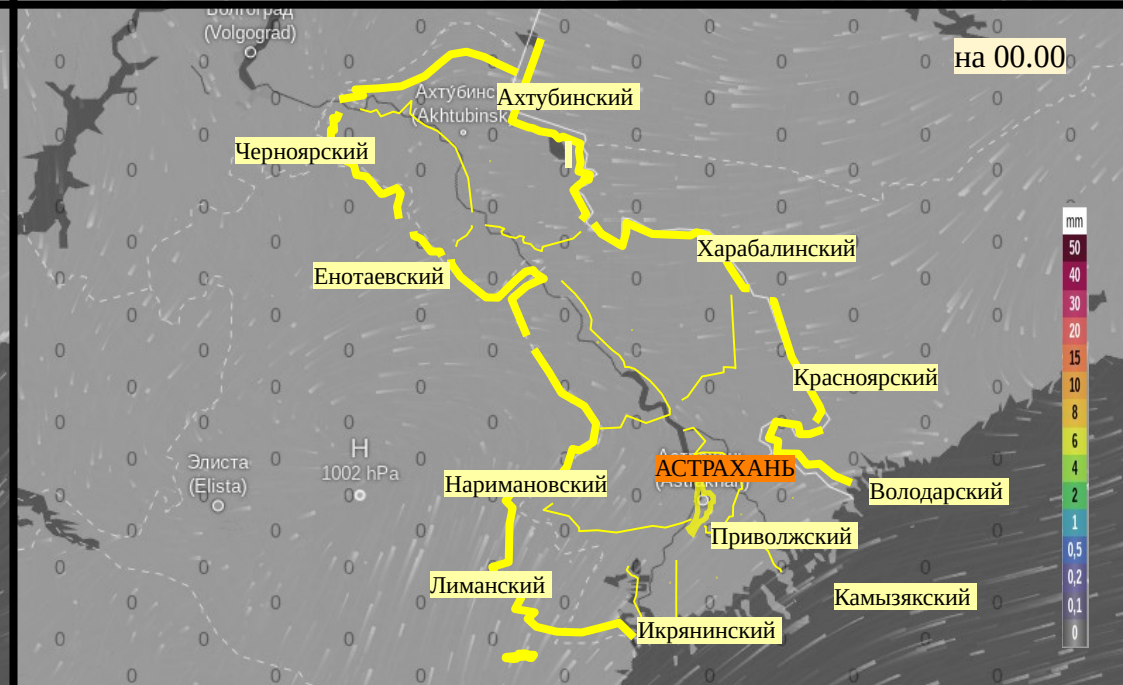 Волгоград
(Volgograd)
на 00.00
Ахтубинский
(Akhtubinsk
Черноярский
Харабалинский
Енотаевский
mm
50
40
30
20
15
10
8
6
4
2
1
0,5
0,2
0,1
0
Красноярский
Н
1002 hPa
Элиста
(Elista)
АСТРАХАНЬ
Наримановский
Володарский
Приволжский
Лиманский
Камызякский
Икрянинский